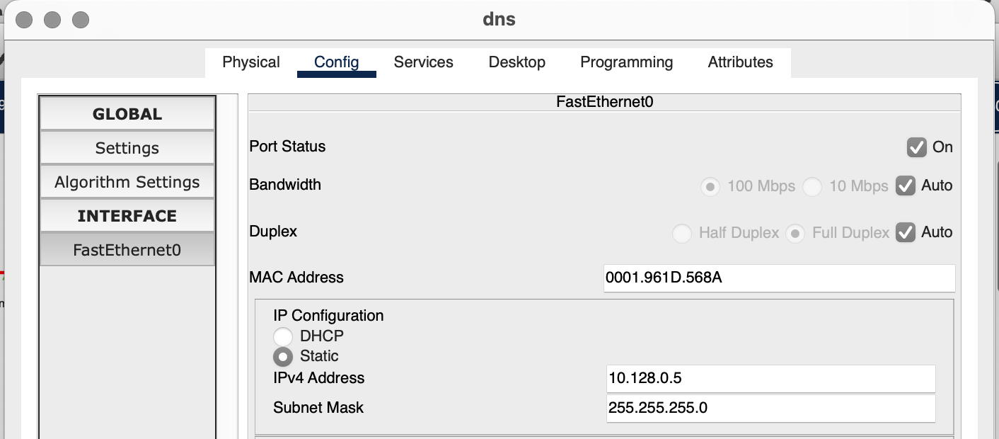 dns
Physical Config Services Desktop Programming Attributes
GLOBAL
Settings
Algorithm Settings
INTERFACE
FastEthernet0
FastEthernet0
Port Status On
Bandwidth 100 Mbps 10 Mbps Auto
Duplex Half Duplex Full Duplex Auto
MAC Address 0001.961D.568A
IP Configuration
DHCP
Static
IPv4 Address 10.128.0.5
Subnet Mask 255.255.255.0